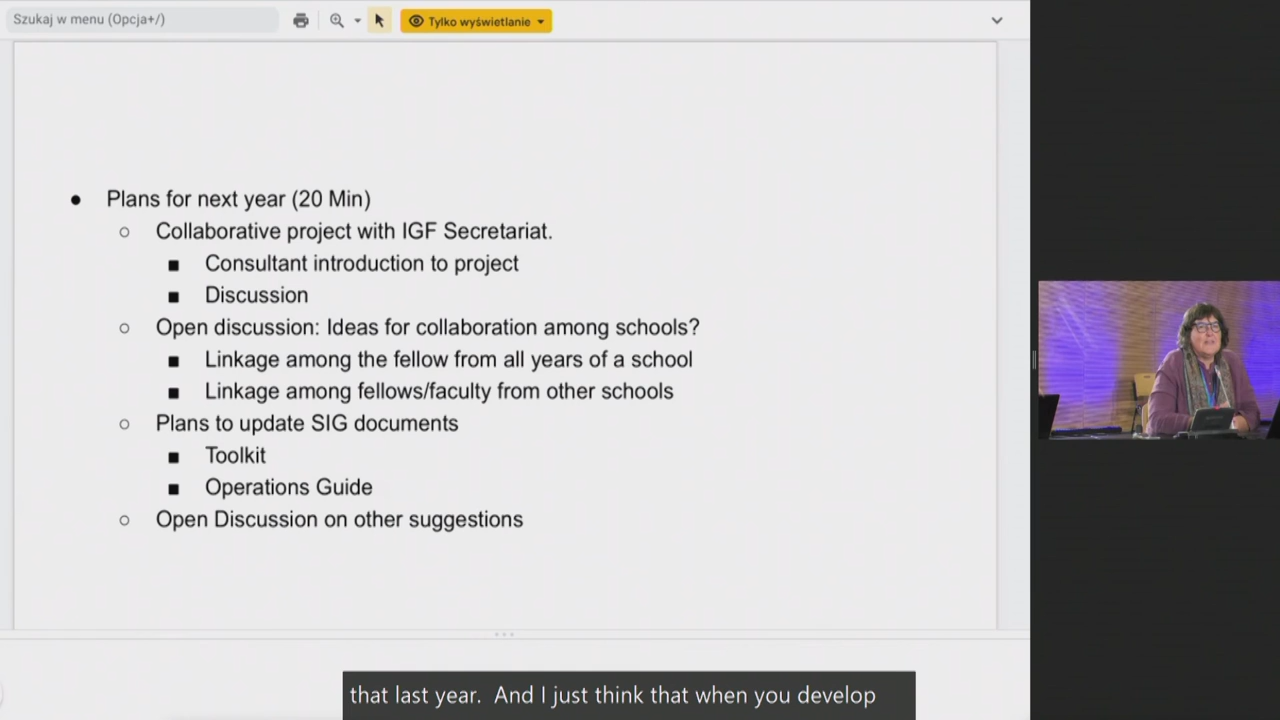 Szukaj w menu (Opcja+/)
Tylko wyświetlanie
● Plans for next year (20 Min)
○ Collaborative project with IGF Secretariat.
■ Consultant introduction to project
■ Discussion
○ Open discussion: Ideas for collaboration among schools?
■ Linkage among the fellow from all years of a school
■ Linkage among fellows/faculty from other schools
○ Plans to update SIG documents
■ Toolkit
■ Operations Guide
○ Open Discussion on other suggestions
that last year.  And I just think that when you develop